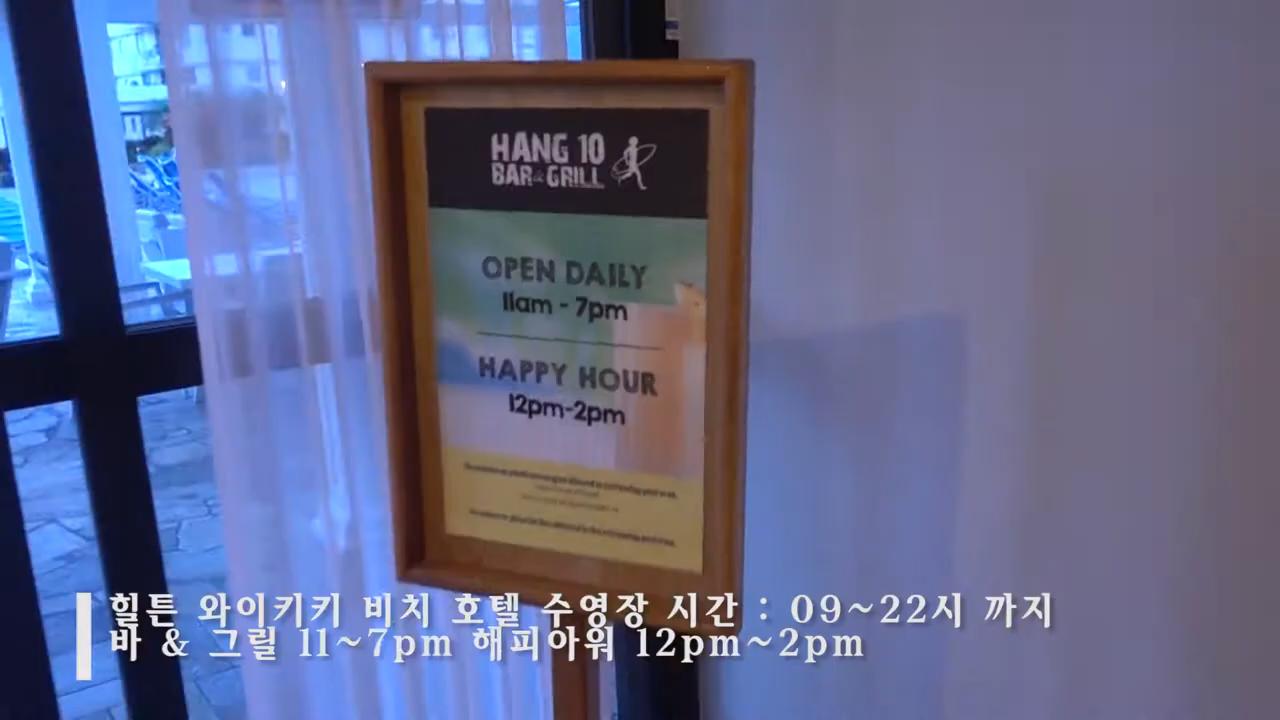 HANG 10
BAR & GRILL
OPEN DAILY
11am - 7pm
HAPPY HOUR
12pm-2pm
힐튼 와이키키 비치 호텔 수영장 시간 : 09~22시 까지
바 & 그릴 11~7pm 해피아워 12pm~2pm